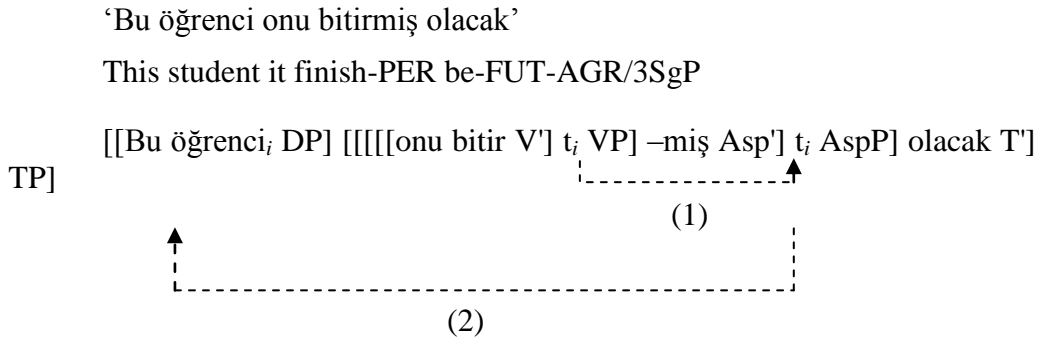 ‘Bu öğrenci onu bitirmiş olacak’
This student it finish-PER be-FUT-AGR/3SgP
[[Bu öğrenciᵢ DP] [[[[[onu bitir V'] tᵢ VP] –miş Asp'] tᵢ AspP] olacak T']
TP]
(1)
(2)